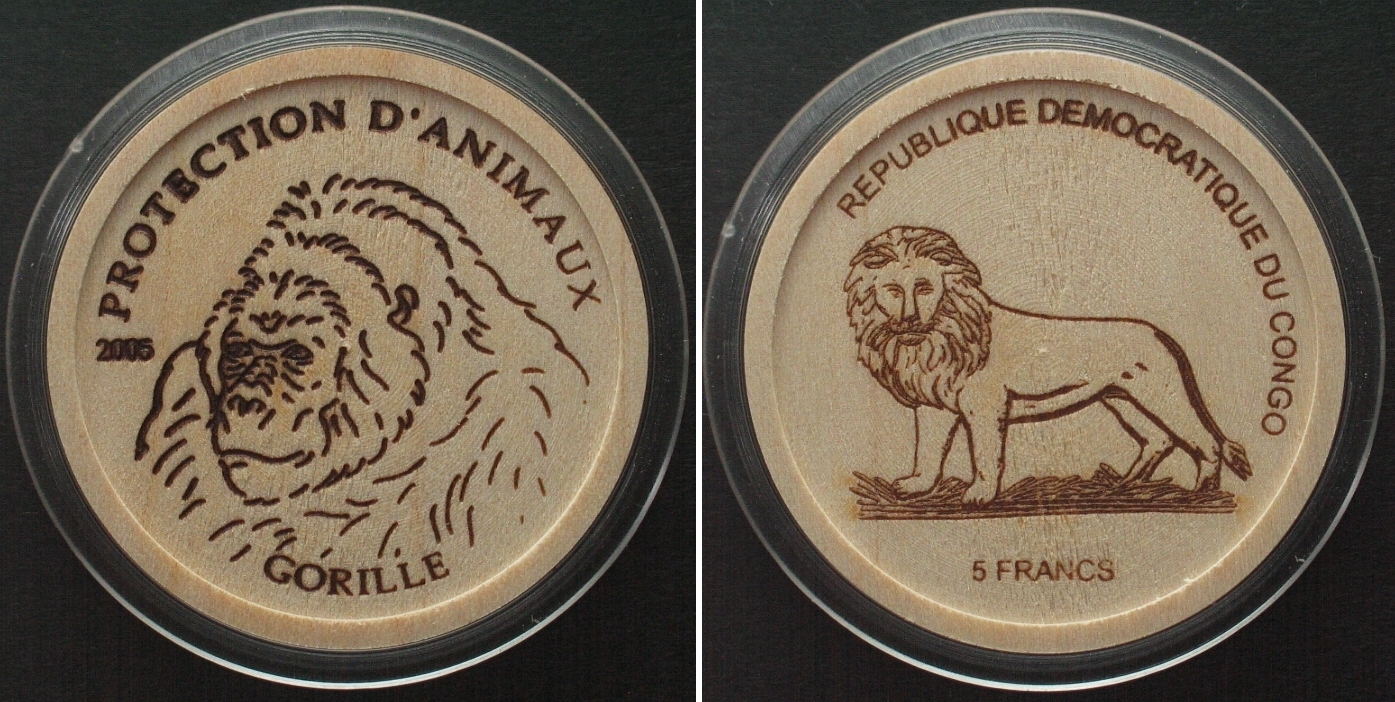 PROTECTION D'ANIMAUX
2005
GORILLE
REPUBLIQUE DEMOCRATIQUE DU CONGO
5 FRANCS